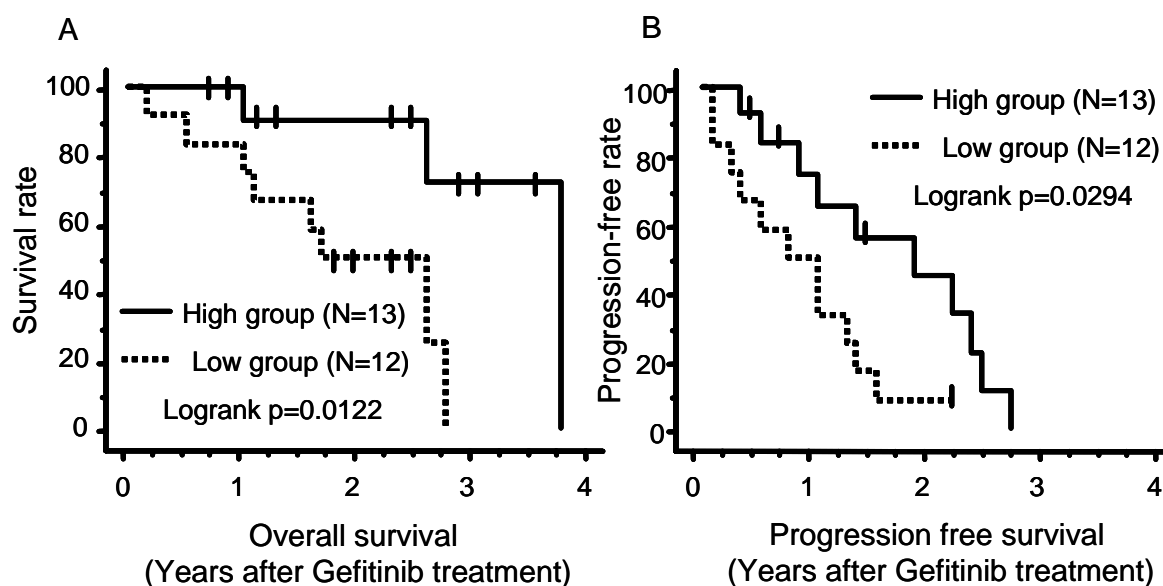 A
Survival rate
100
80
60
40
20
0
High group (N=13)
Low group (N=12)
Logrank p=0.0122
0 1 2 3 4
Overall survival
(Years after Gefitinib treatment)
B
Progression-free rate
100
80
60
40
20
0
High group (N=13)
Low group (N=12)
Logrank p=0.0294
0 1 2 3 4
Progression free survival
(Years after Gefitinib treatment)